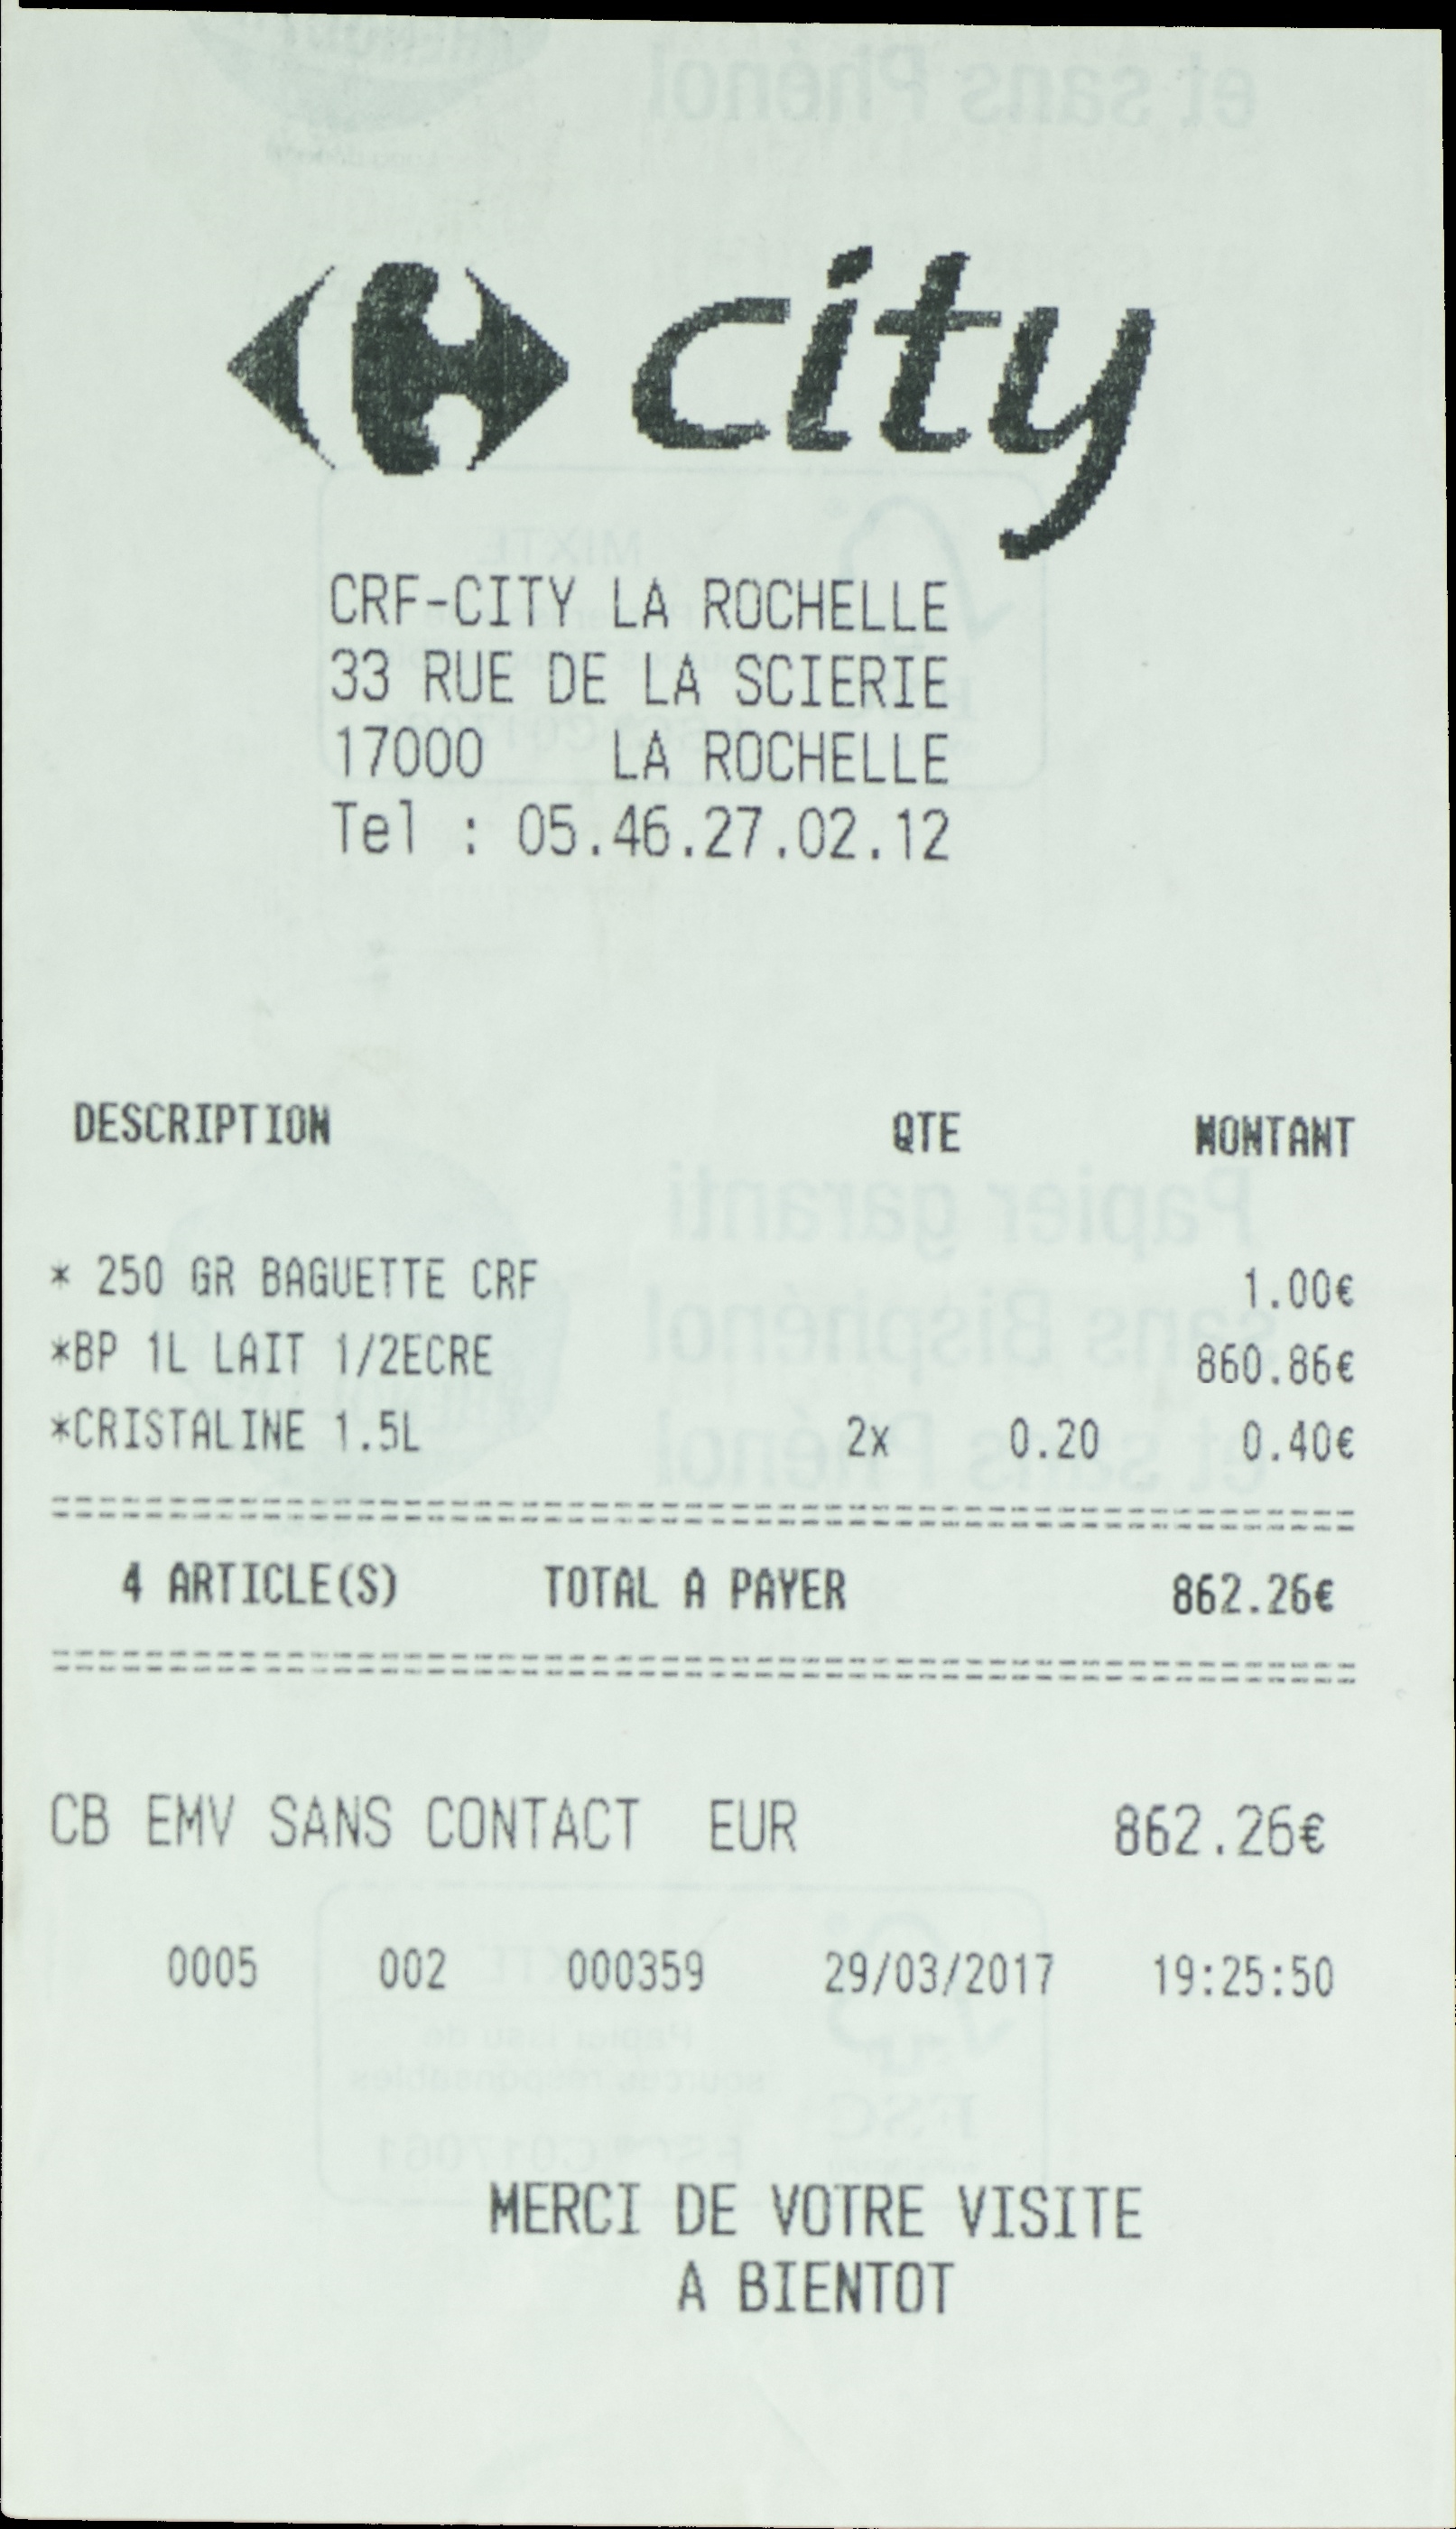 city
CRF-CITY LA ROCHELLE
33 RUE DE LA SCIERIE
17000 LA ROCHELLE
Tel : 05.46.27.02.12
DESCRIPTION QTE MONTANT
* 250 GR BAGUETTE CRF 1.00€
*BP 1L LAIT 1/2ECRE 860.86€
*CRISTALINE 1.5L 2x 0.20 0.40€
4 ARTICLE(S) TOTAL A PAYER 862.26€
CB EMV SANS CONTACT EUR 862.26€
0005 002 000359 29/03/2017 19:25:50
MERCI DE VOTRE VISITE
A BIENTOT